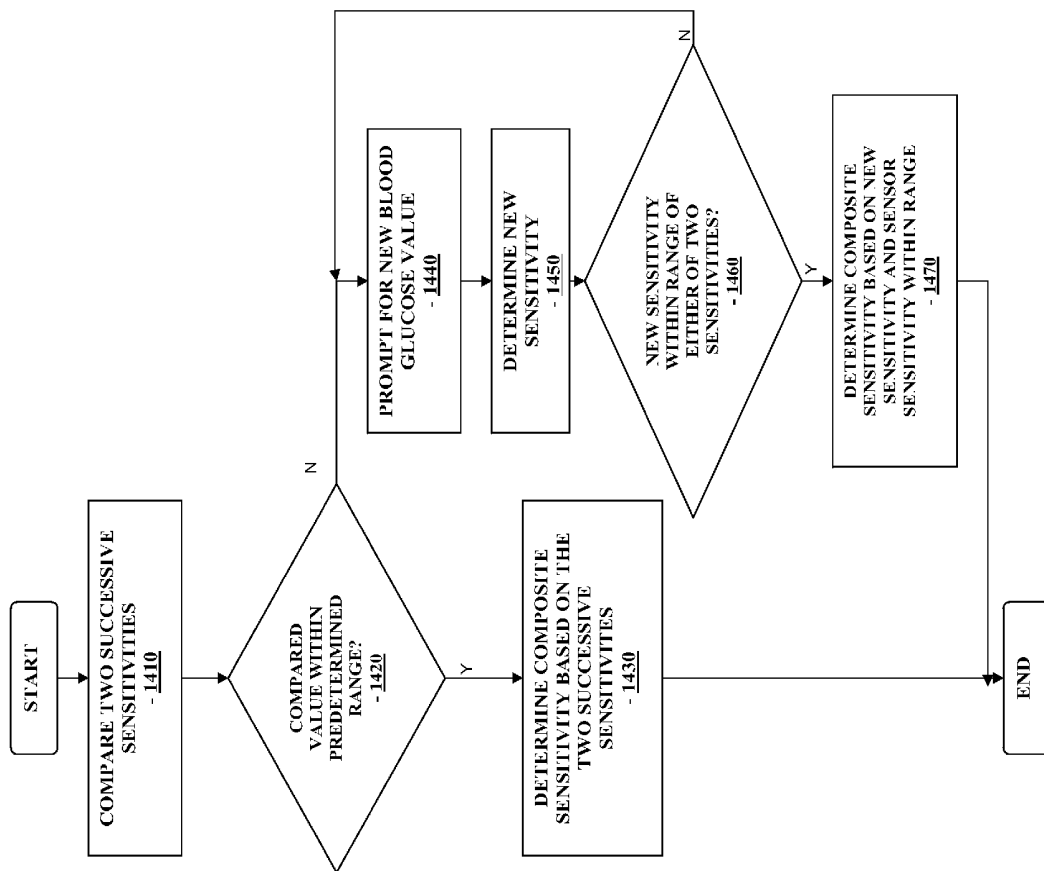 START
COMPARE TWO SUCCESSIVE
SENSITIVITIES
- 1410
COMPARED
VALUE WITHIN
PREDETERMINED
RANGE?
- 1420
N
Y
DETERMINE COMPOSITE
SENSITIVITY BASED ON THE
TWO SUCCESSIVE
SENSITIVITES
- 1430
PROMPT FOR NEW BLOOD
GLUCOSE VALUE
- 1440
DETERMINE NEW
SENSITIVITY
- 1450
NEW SENSITIVITY
WITHIN RANGE OF
EITHER OF TWO
SENSITIVITIES?
- 1460
N
Y
DETERMINE COMPOSITE
SENSITIVITY BASED ON NEW
SENSITIVITY AND SENSOR
SENSITIVITY WITHIN RANGE
- 1470
END